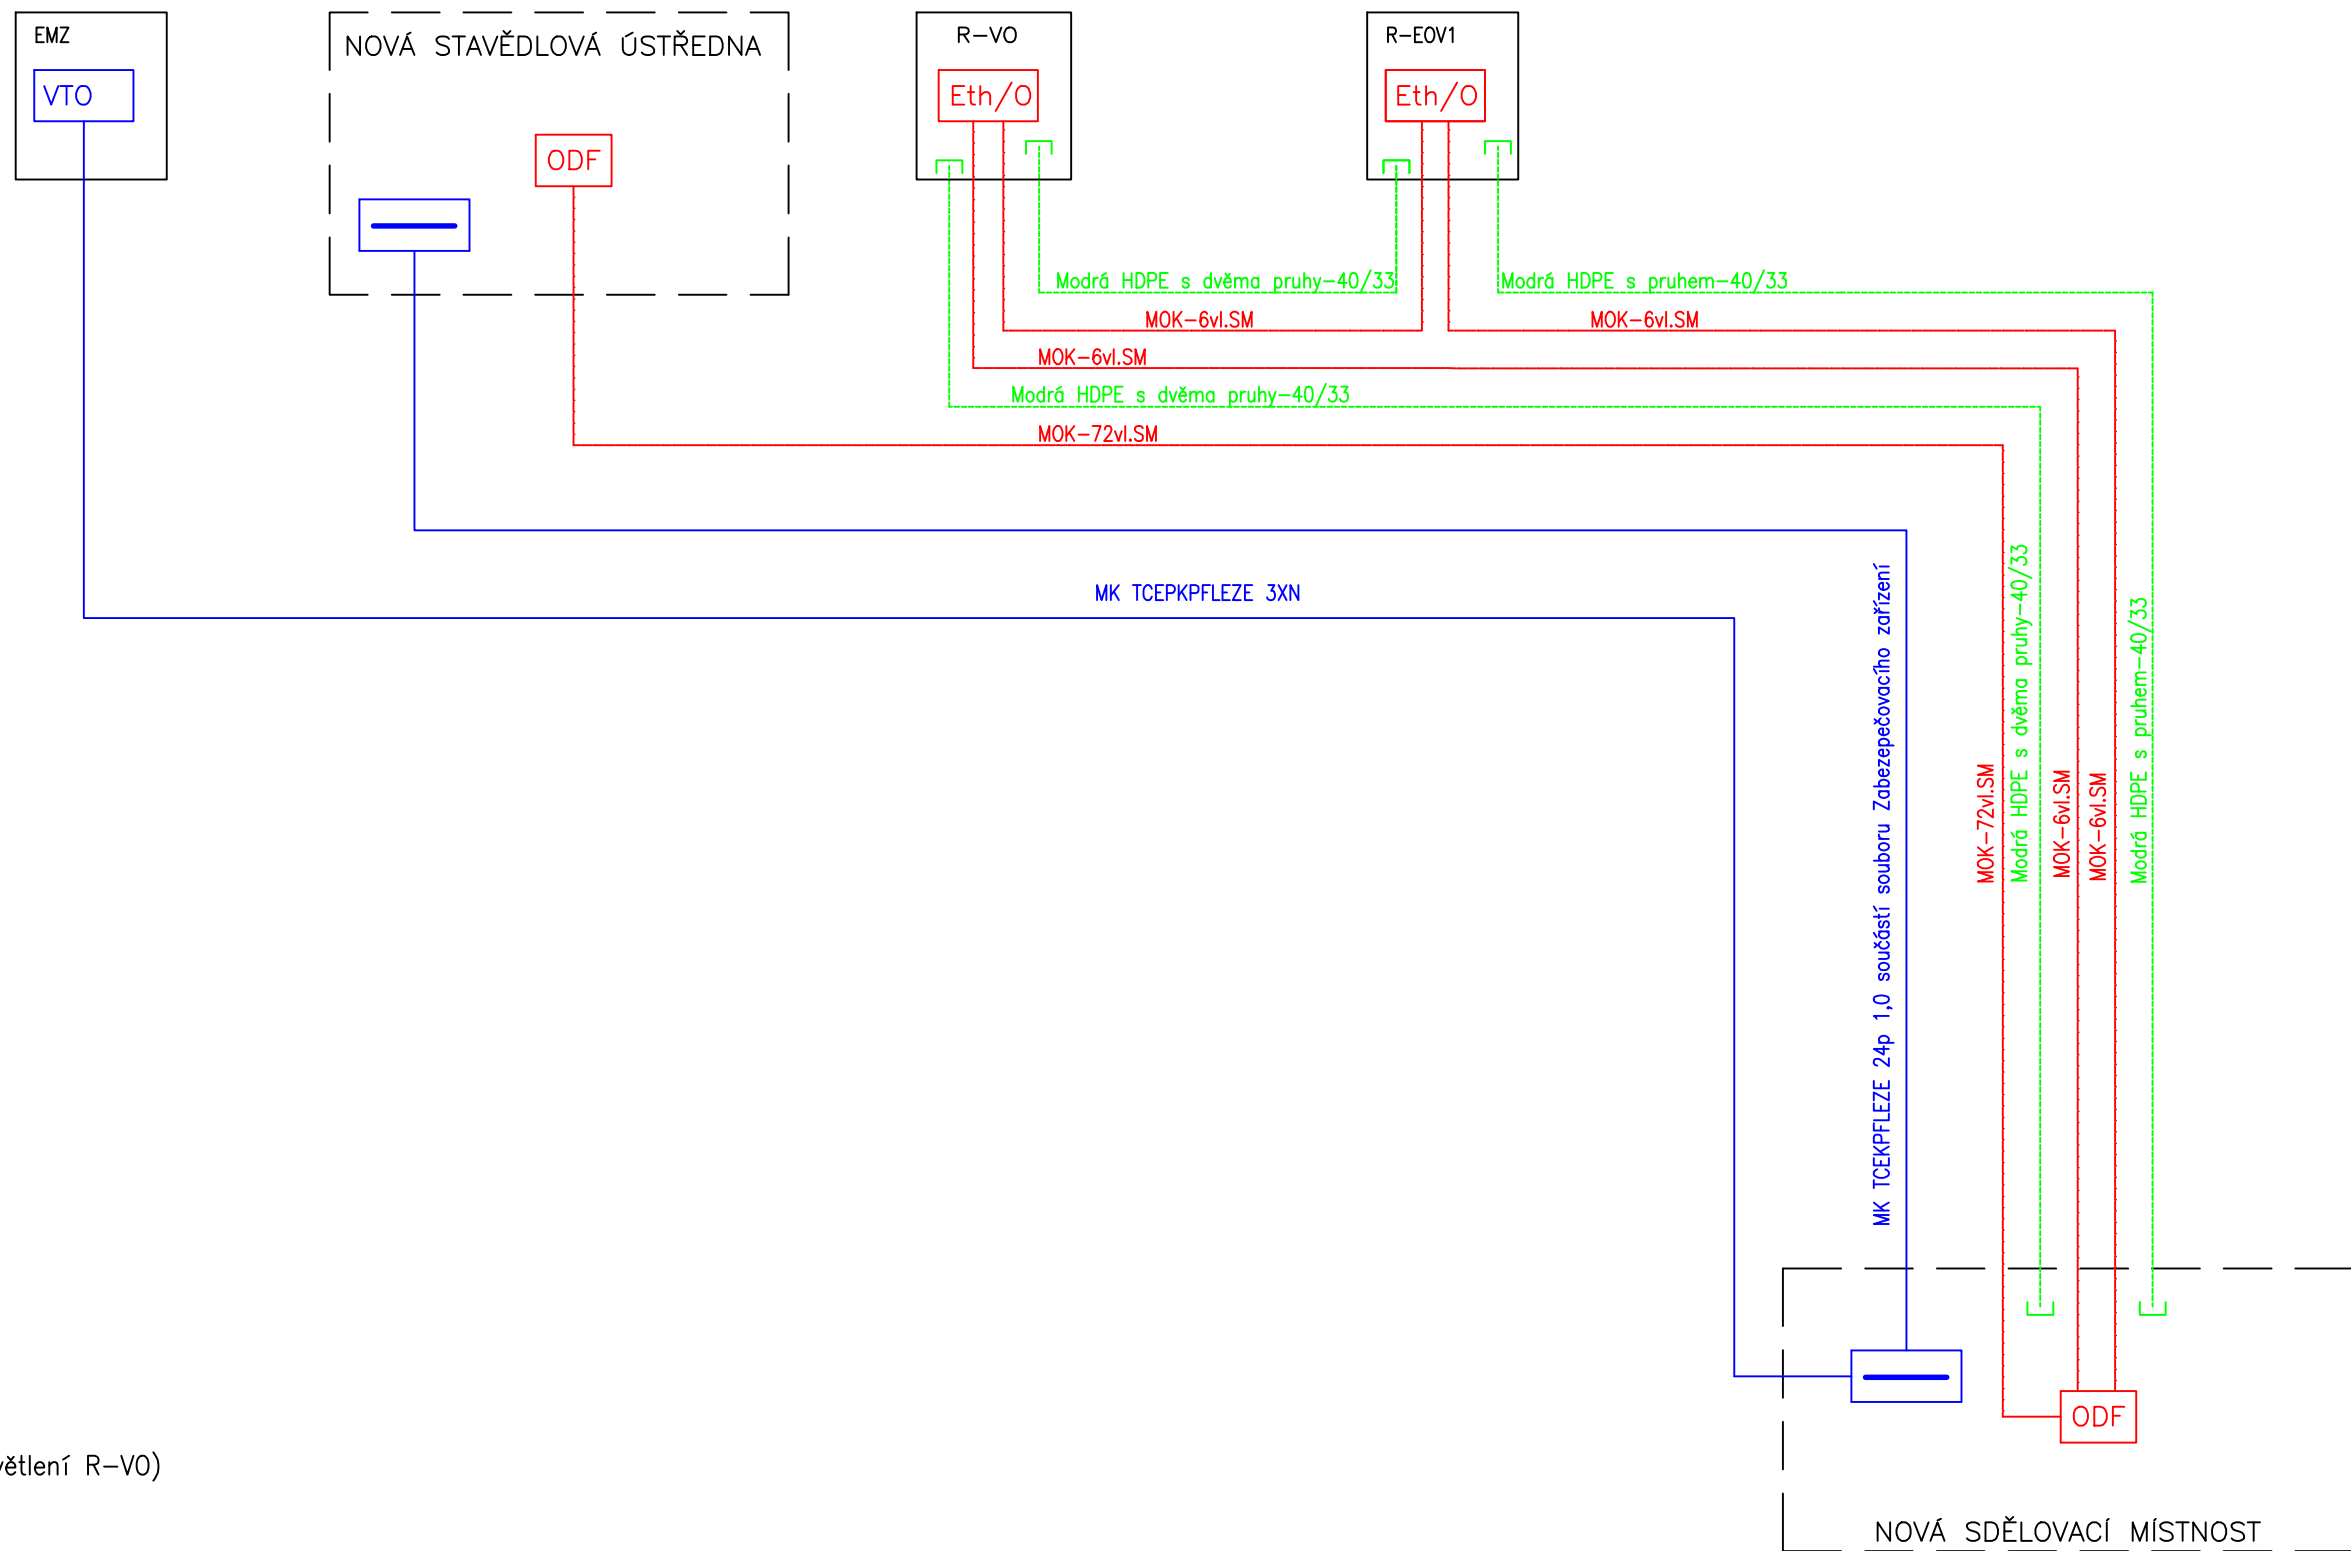 EMZ
VTO
NOVÁ STAVĚDLOVÁ ÚSTŘEDNA
ODF
R-VO
Eth/O
R-EOV1
Eth/O
Modrá HDPE s dvěma pruhy-40/33
Modrá HDPE s pruhem-40/33
MOK-6vl.SM
MOK-6vl.SM
MOK-6vl.SM
Modrá HDPE s dvěma pruhy-40/33
MOK-72vl.SM
MK TCEPKPFLEZE 3XN
MK TCEKPFLEZE 24p 1,0 součástí souboru Zabezepečovacího zařízení
MOK-72vl.SM
Modrá HDPE s dvěma pruhy-40/33
MOK-6vl.SM
MOK-6vl.SM
Modrá HDPE s pruhem-40/33
ODF
větlení R-VO)
NOVÁ SDĚLOVACÍ MÍSTNOST